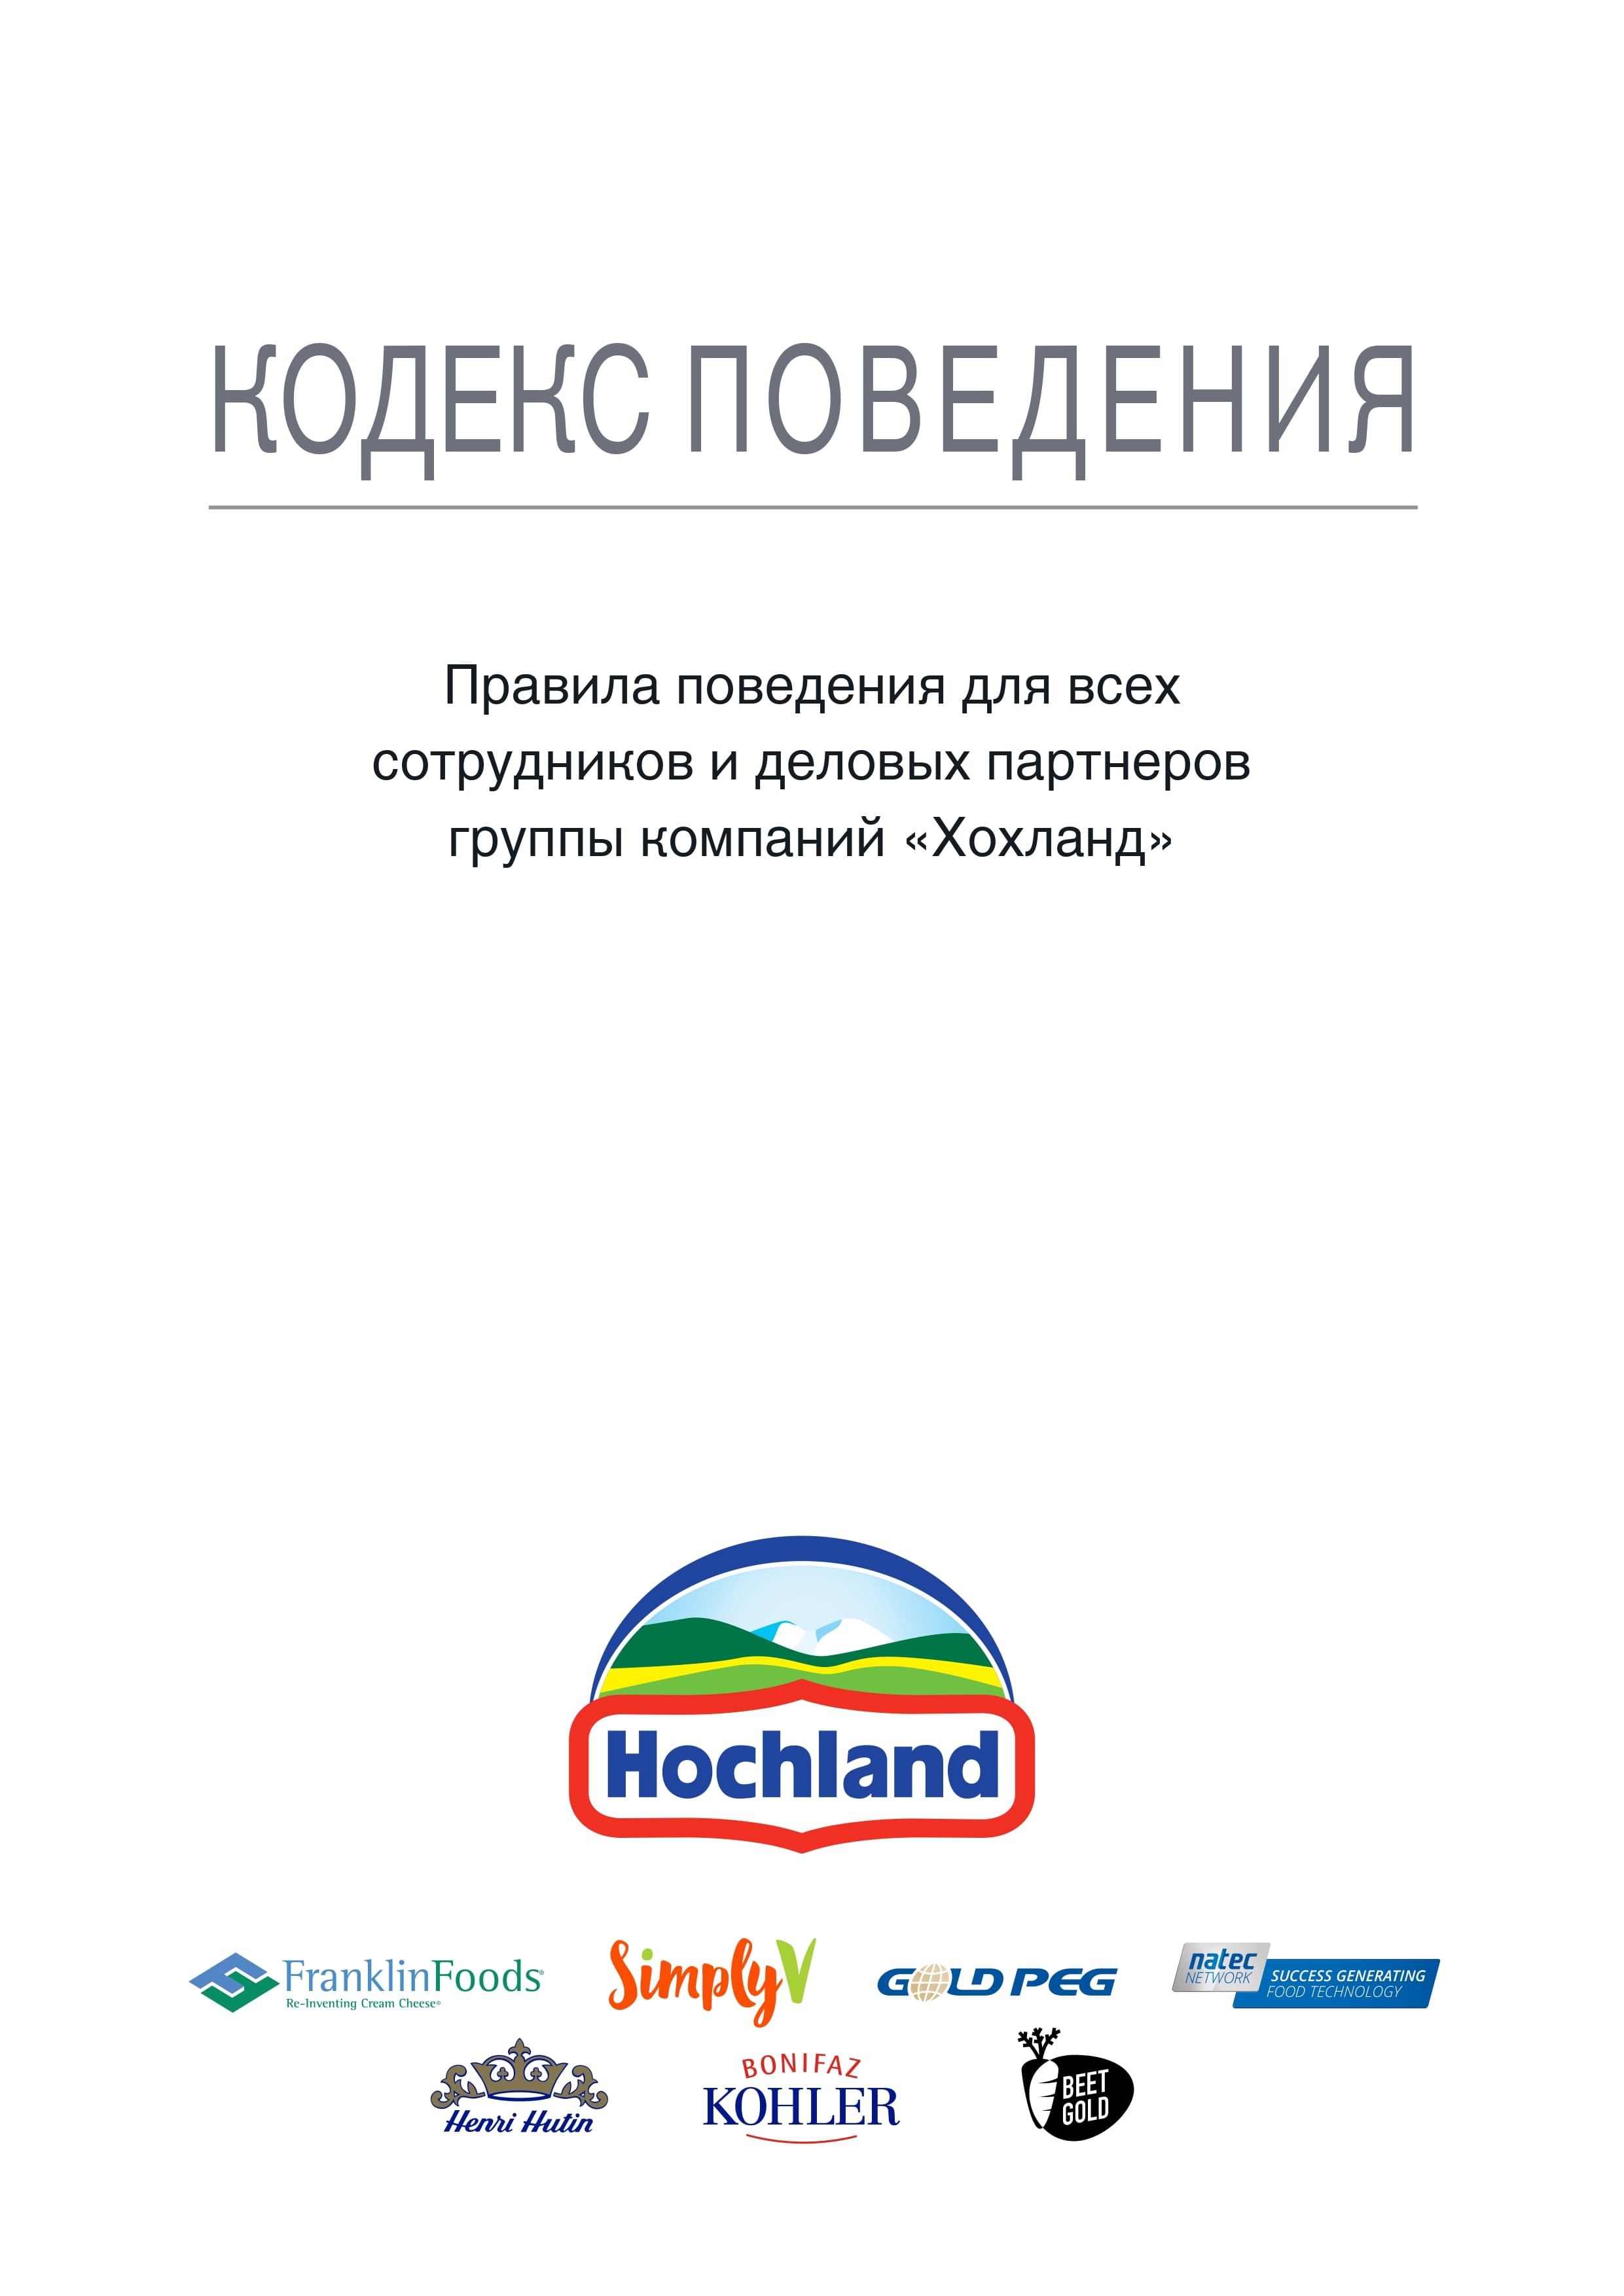 КОДЕКС ПОВЕДЕНИЯ
Правила поведения для всех
сотрудников и деловых партнеров
группы компаний «Хохланд»
Hochland
FranklinFoods®
Re-Inventing Cream Cheese®
SimplyV
GOLD PEG
natec
NETWORK
SUCCESS GENERATING
FOOD TECHNOLOGY
Henri Hutin
BONIFAZ
KOHLER
BEET
GOLD